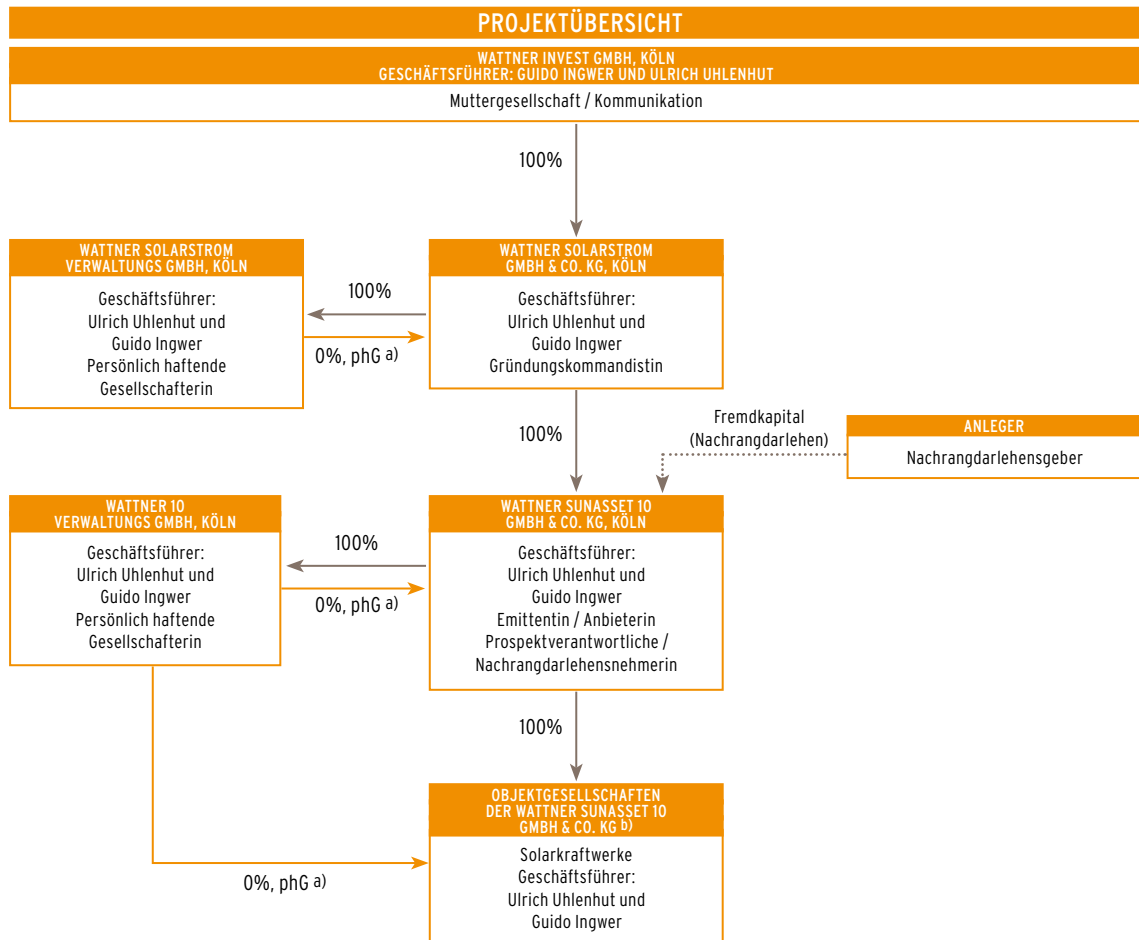 PROJEKTÜBERSICHT
WATTNER INVEST GMBH, KÖLN
GESCHÄFTSFÜHRER: GUIDO INGWER UND ULRICH UHLENHUT
Muttergesellschaft / Kommunikation
100%
WATTNER SOLARSTROM
VERWALTUNGS GMBH, KÖLN
Geschäftsführer:
Ulrich Uhlenhut und
Guido Ingwer
Persönlich haftende
Gesellschafterin
100%
0%, phG a)
WATTNER SOLARSTROM
GMBH & CO. KG, KÖLN
Geschäftsführer:
Ulrich Uhlenhut und
Guido Ingwer
Gründungskommandistin
100%
Fremdkapital
(Nachrangdarlehen)
ANLEGER
Nachrangdarlehensgeber
WATTNER 10
VERWALTUNGS GMBH, KÖLN
Geschäftsführer:
Ulrich Uhlenhut und
Guido Ingwer
Persönlich haftende
Gesellschafterin
100%
0%, phG a)
WATTNER SUNASSET 10
GMBH & CO. KG, KÖLN
Geschäftsführer:
Ulrich Uhlenhut und
Guido Ingwer
Emittentin / Anbieterin
Prospektverantwortliche /
Nachrangdarlehensnehmerin
100%
0%, phG a)
OBJEKTGESELLSCHAFTEN
DER WATTNER SUNASSET 10
GMBH & CO. KG b)
Solarkraftwerke
Geschäftsführer:
Ulrich Uhlenhut und
Guido Ingwer